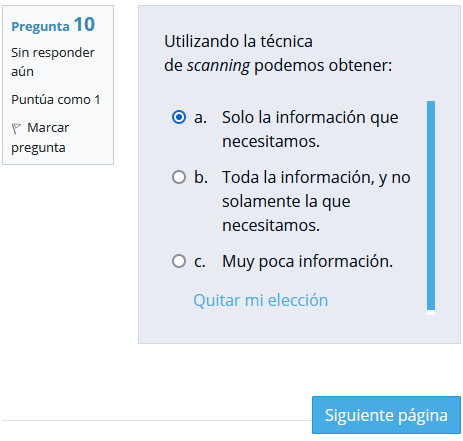 Pregunta 10
Sin responder
aún
Puntúa como 1
Marcar
pregunta
Utilizando la técnica
de scanning podemos obtener:
a. Solo la información que
necesitamos.
b. Toda la información, y no
solamente la que
necesitamos.
c. Muy poca información.
Quitar mi elección
Siguiente página